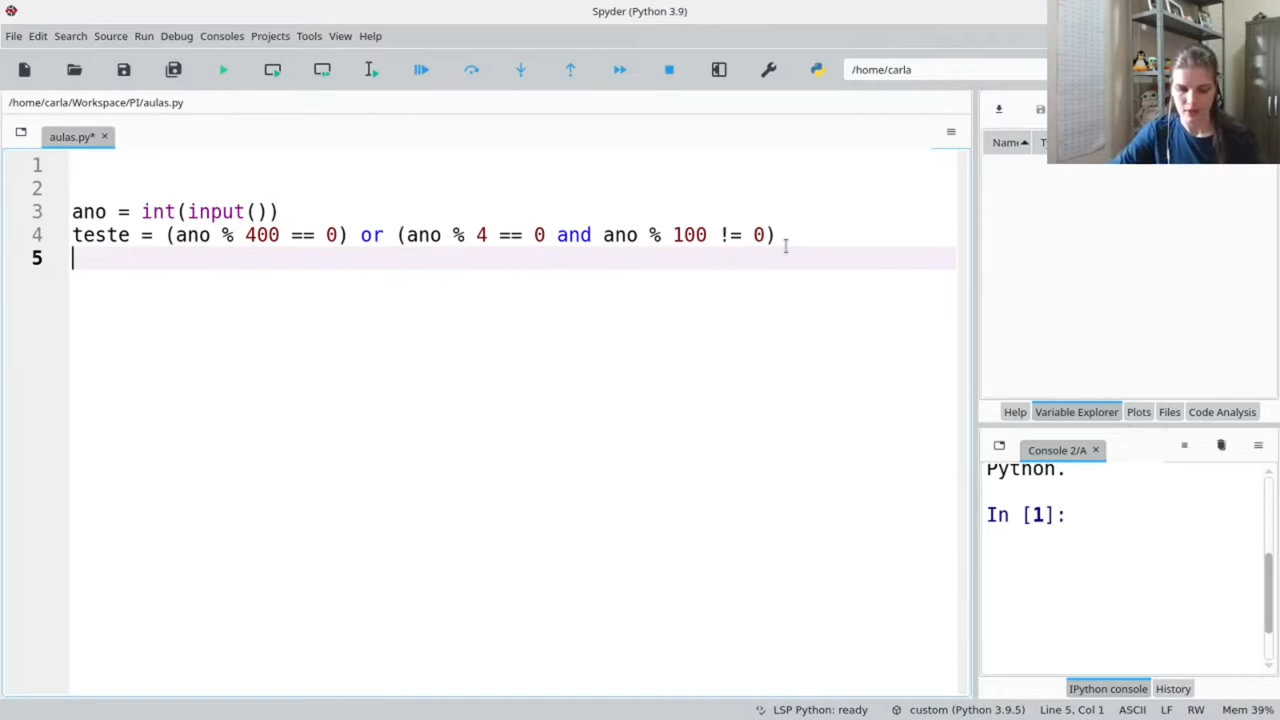 Spyder (Python 3.9)
File Edit Search Source Run Debug Consoles Projects Tools View Help
/home/carla
/home/carla/Workspace/PI/aulas.py
aulas.py*
Name
1
2
3 ano = int(input())
4 teste = (ano % 400 == 0) or (ano % 4 == 0 and ano % 100 != 0)
5
Help Variable Explorer Plots Files Code Analysis
Console 2/A
Python.
In [1]:
IPython console History
LSP Python: ready custom (Python 3.9.5) Line 5, Col 1 ASCII LF RW Mem 39%